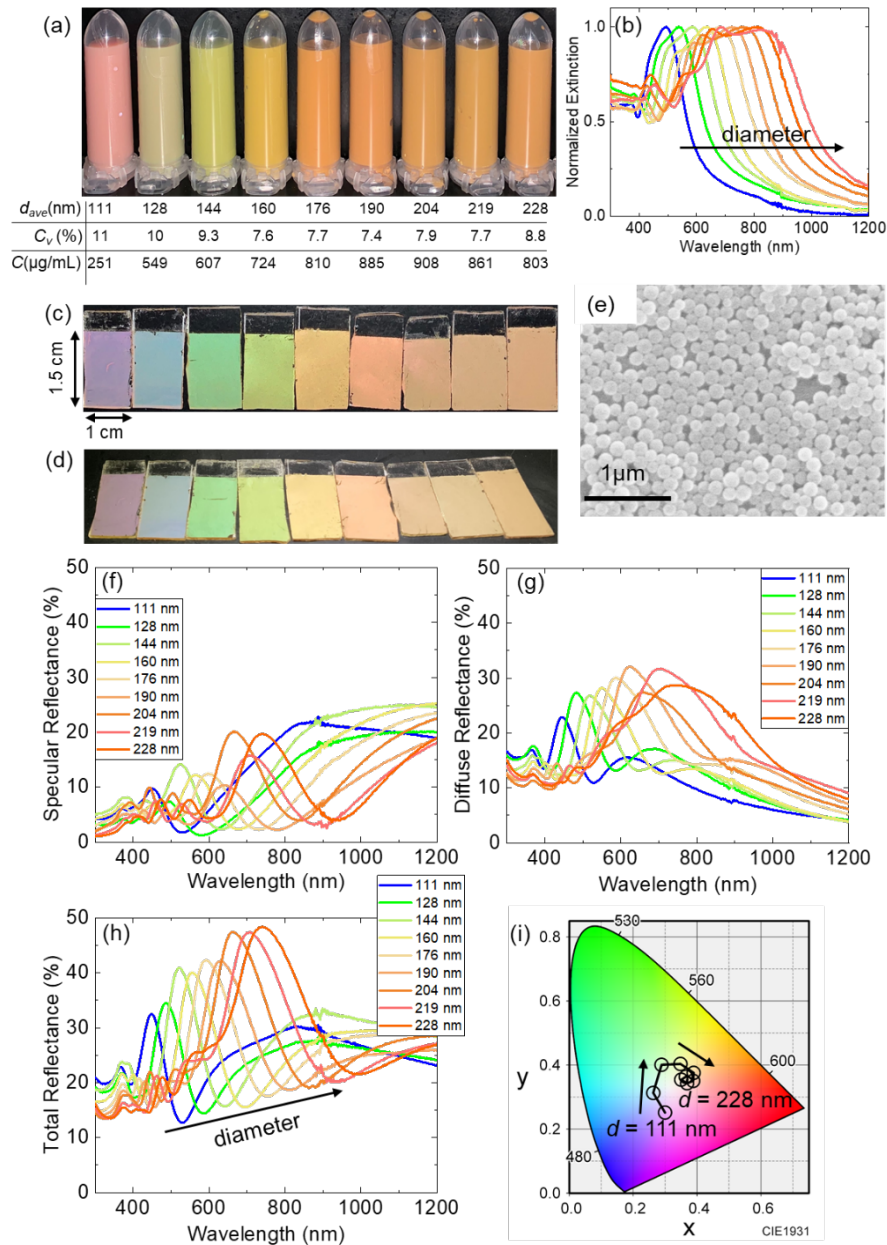 (a)
d_ave(nm) 111 128 144 160 176 190 204 219 228
C_v (%) 11 10 9.3 7.6 7.7 7.4 7.9 7.7 8.8
C(μg/mL) 251 549 607 724 810 885 908 861 803
(b)
Normalized Extinction
1.0
0.5
0.0
diameter
400 600 800 1000 1200
Wavelength (nm)
(c)
1.5 cm
1 cm
(d)
(e)
1μm
(f)
Specular Reflectance (%)
50
40
30
20
10
0
111 nm
128 nm
144 nm
160 nm
176 nm
190 nm
204 nm
219 nm
228 nm
400 600 800 1000 1200
Wavelength (nm)
(g)
Diffuse Reflectance (%)
50
40
30
20
10
0
111 nm
128 nm
144 nm
160 nm
176 nm
190 nm
204 nm
219 nm
228 nm
400 600 800 1000 1200
Wavelength (nm)
(h)
Total Reflectance (%)
50
40
30
20
10
0
111 nm
128 nm
144 nm
160 nm
176 nm
190 nm
204 nm
219 nm
228 nm
diameter
400 600 800 1000 1200
Wavelength (nm)
(i)
y
0.8
0.6
0.4
0.2
0.0
530
560
600
480
d = 228 nm
d = 111 nm
0.0 0.2 0.4 0.6
x
CIE1931